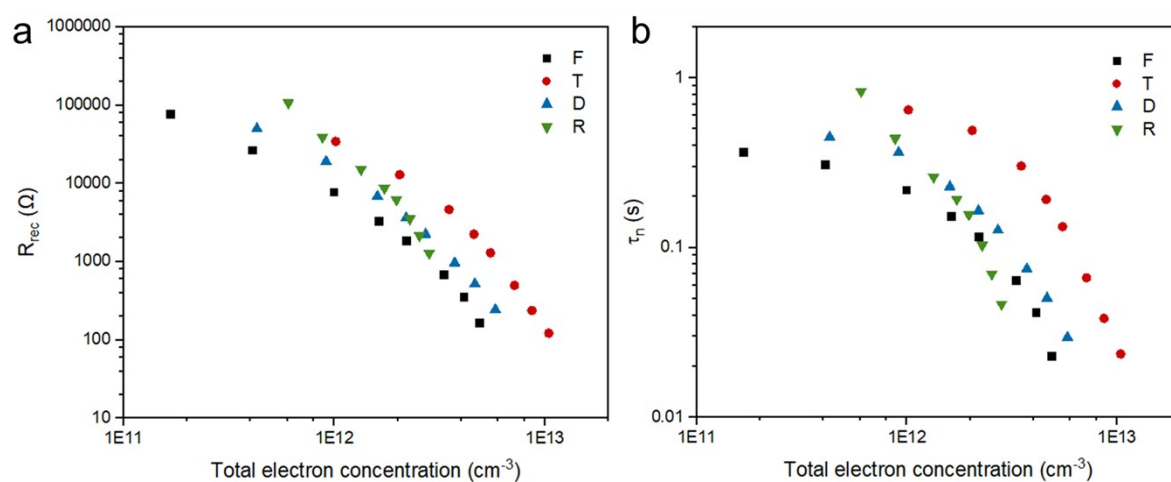 a
1000000
100000
10000
1000
100
10
R_rec (Ω)
F
T
D
R
1E11
1E12
1E13
Total electron concentration (cm⁻³)
b
1
0.1
0.01
τ_n (s)
F
T
D
R
1E11
1E12
1E13
Total electron concentration (cm⁻³)